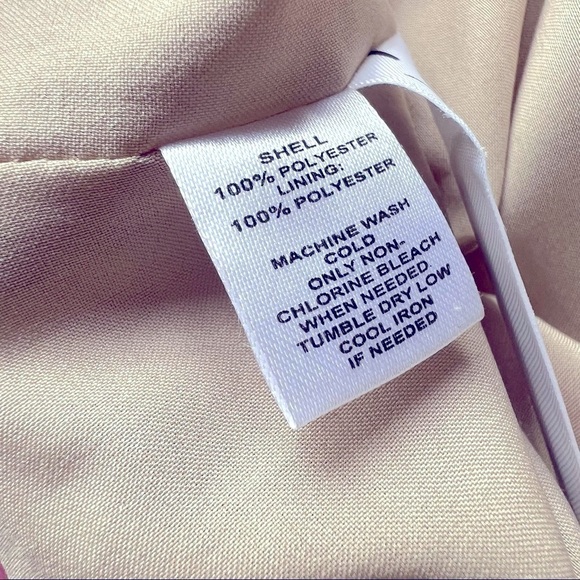 SHELL
100% POLYESTER
LINING:
100% POLYESTER
MACHINE WASH
COLD
ONLY NON-
CHLORINE BLEACH
WHEN NEEDED.
TUMBLE DRY LOW
COOL IRON
IF NEEDED